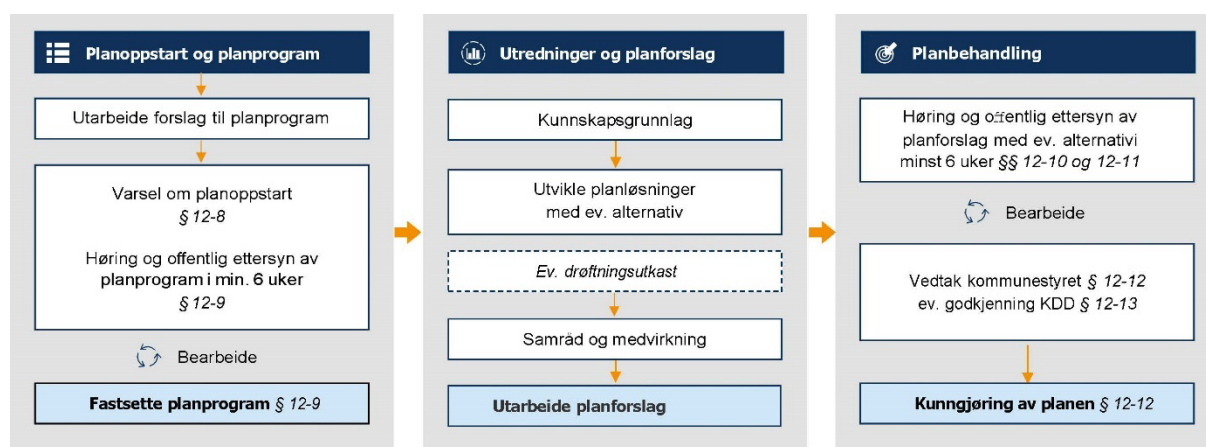 Planoppstart og planprogram
Utarbeide forslag til planprogram
Varsel om planoppstart
§ 12-8
Høring og offentlig ettersyn av
planprogram i min. 6 uker
§ 12-9
Bearbeide
Fastsette planprogram § 12-9
Utredninger og planforslag
Kunnskapsgrunnlag
Utvikle planløsninger
med ev. alternativ
Ev. drøftningsutkast
Samråd og medvirkning
Utarbeide planforslag
Planbehandling
Høring og offentlig ettersyn av
planforslag med ev. alternativi
minst 6 uker §§ 12-10 og 12-11
Bearbeide
Vedtak kommunestyret § 12-12
ev. godkjenning KDD § 12-13
Kunngjøring av planen § 12-12